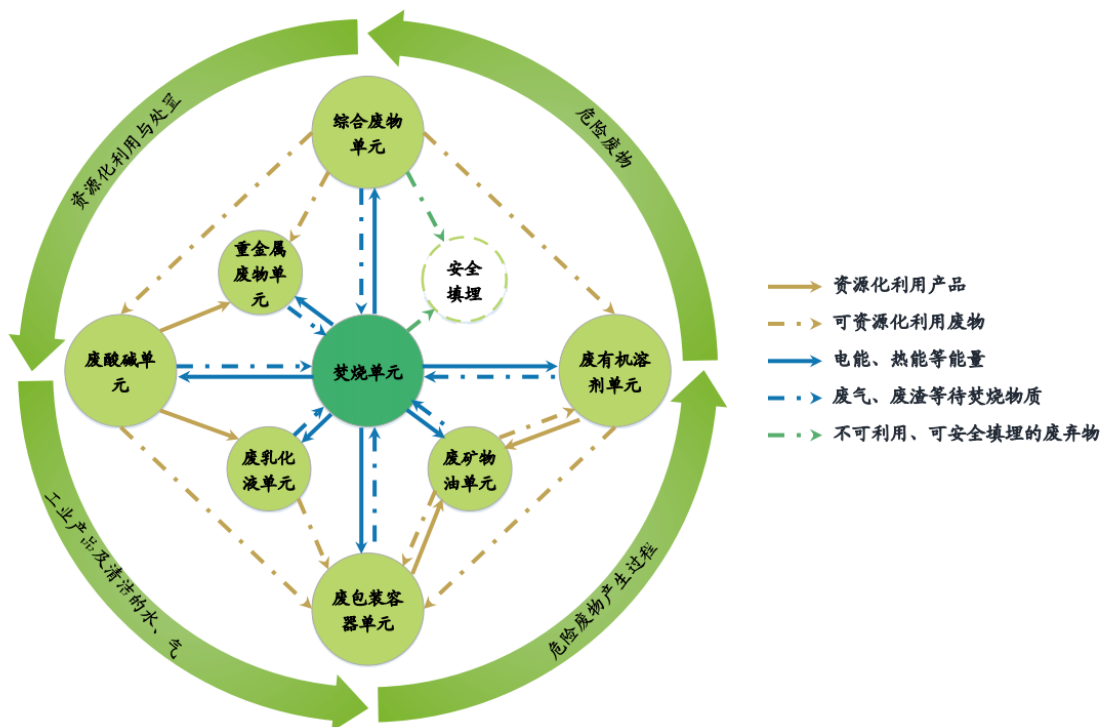 资源化利用与处置
危险废物
综合废物
单元
重金属
废物单
元
安全
填埋
废酸碱单
元
焚烧单元
废有机溶
剂单元
废乳化
液单元
废矿物
油单元
废包装容
器单元
工业产品及清洁的水、气
危险废物产生过程
资源化利用产品
可资源化利用废物
电能、热能等能量
废气、废渣等待焚烧物质
不可利用、可安全填埋的废弃物